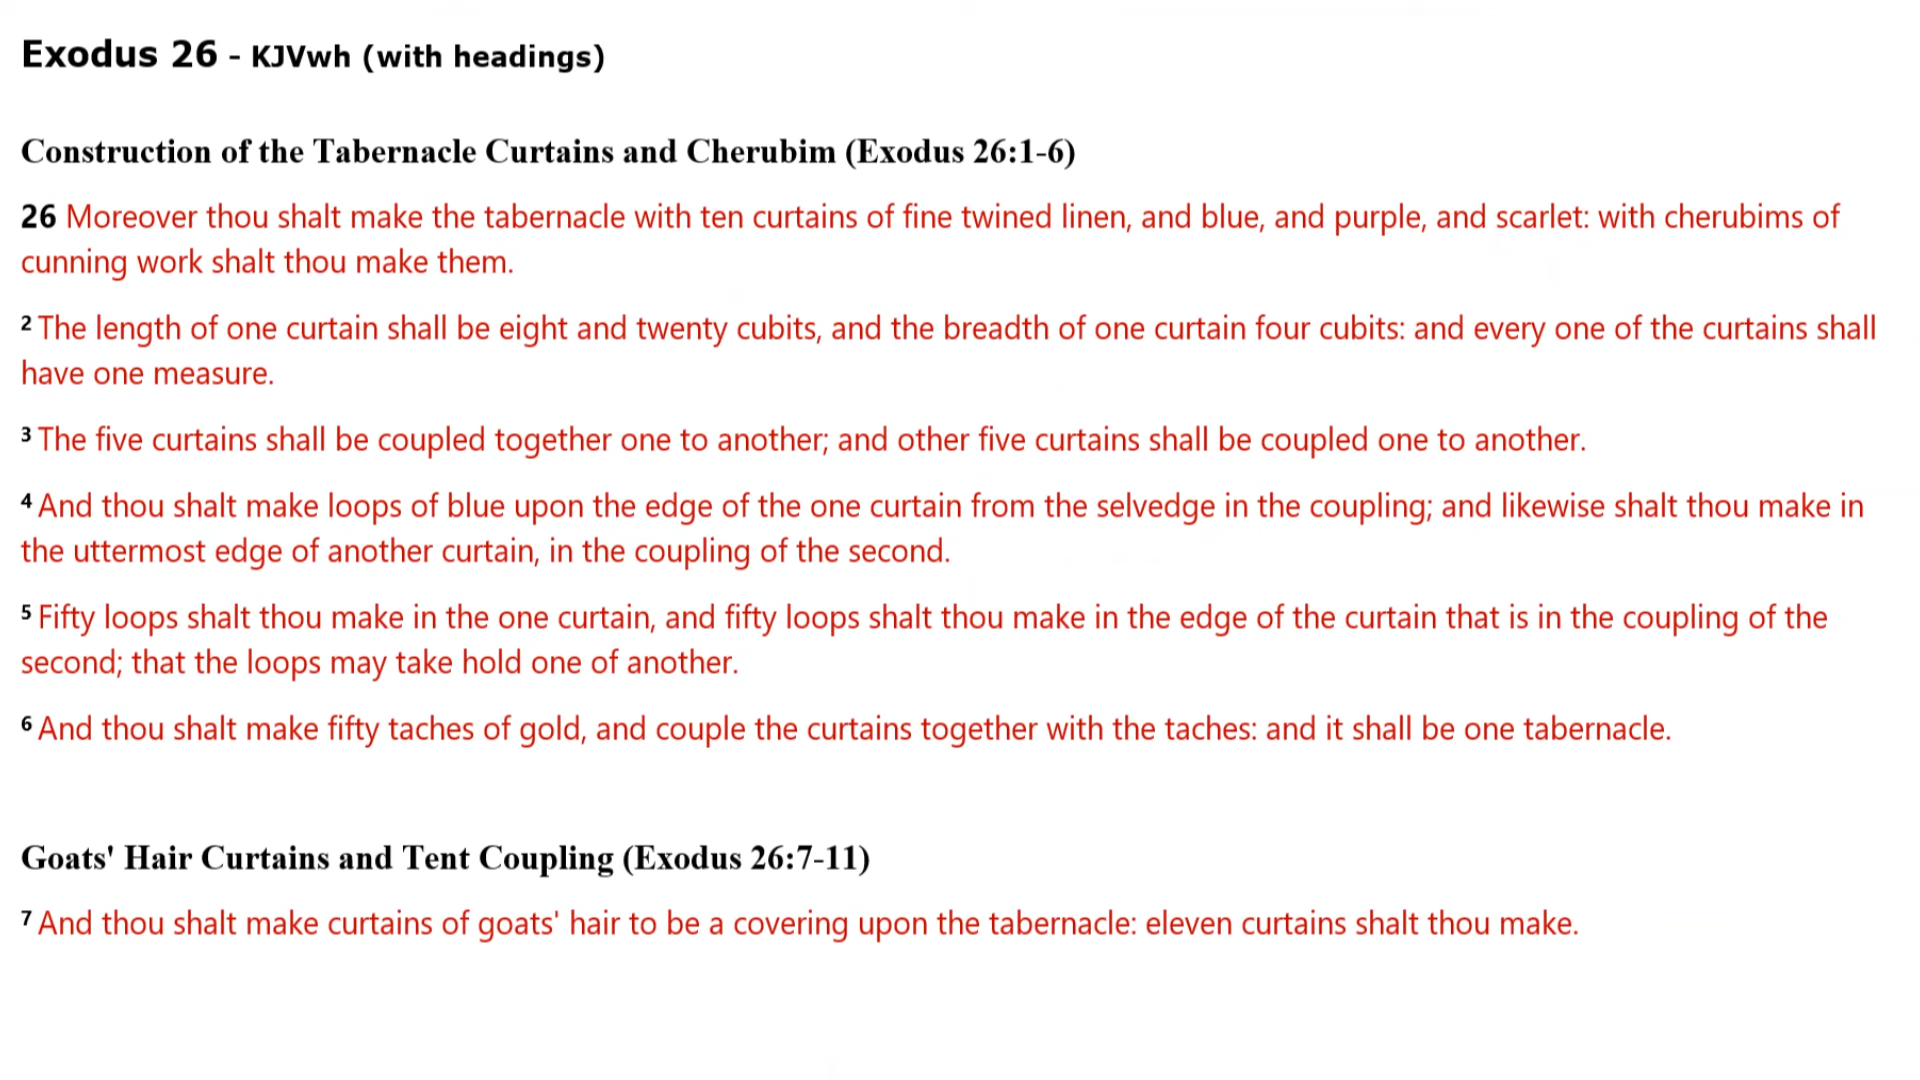 Exodus 26 - KJVwh (with headings)
Construction of the Tabernacle Curtains and Cherubim (Exodus 26:1-6)
26 Moreover thou shalt make the tabernacle with ten curtains of fine twined linen, and blue, and purple, and scarlet: with cherubims of
cunning work shalt thou make them.
2 The length of one curtain shall be eight and twenty cubits, and the breadth of one curtain four cubits: and every one of the curtains shall
have one measure.
3 The five curtains shall be coupled together one to another; and other five curtains shall be coupled one to another.
4 And thou shalt make loops of blue upon the edge of the one curtain from the selvedge in the coupling; and likewise shalt thou make in
the uttermost edge of another curtain, in the coupling of the second.
5 Fifty loops shalt thou make in the one curtain, and fifty loops shalt thou make in the edge of the curtain that is in the coupling of the
second; that the loops may take hold one of another.
6 And thou shalt make fifty taches of gold, and couple the curtains together with the taches: and it shall be one tabernacle.
Goats' Hair Curtains and Tent Coupling (Exodus 26:7-11)
7 And thou shalt make curtains of goats' hair to be a covering upon the tabernacle: eleven curtains shalt thou make.